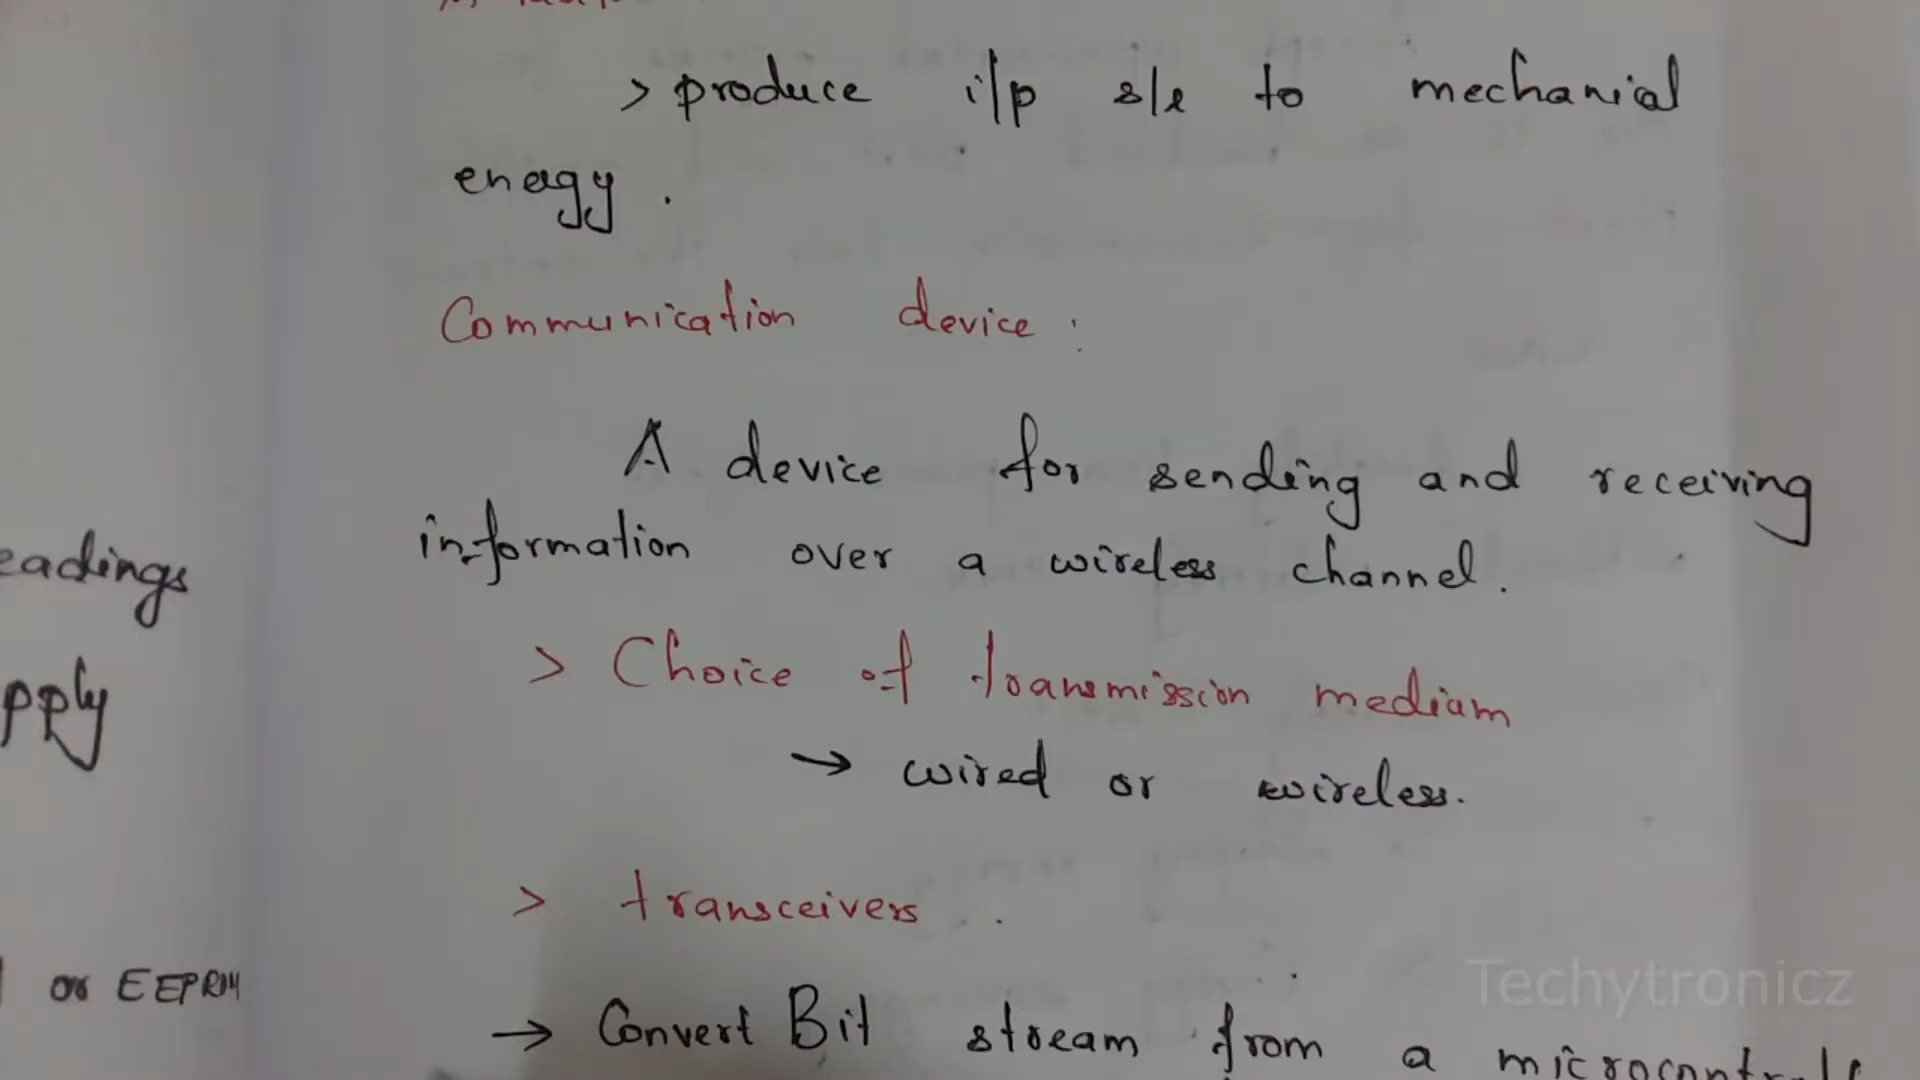 > produce i/p s/l to mechanial
enegy.
Communication device:
A device for sending and receiving
information over a wireless channel.
> Choice of transmission medium
→ wired or wireless.
> transceivers.
→ Convert Bit stream from a
eadings
pply
or EEPROM
Techytronicz